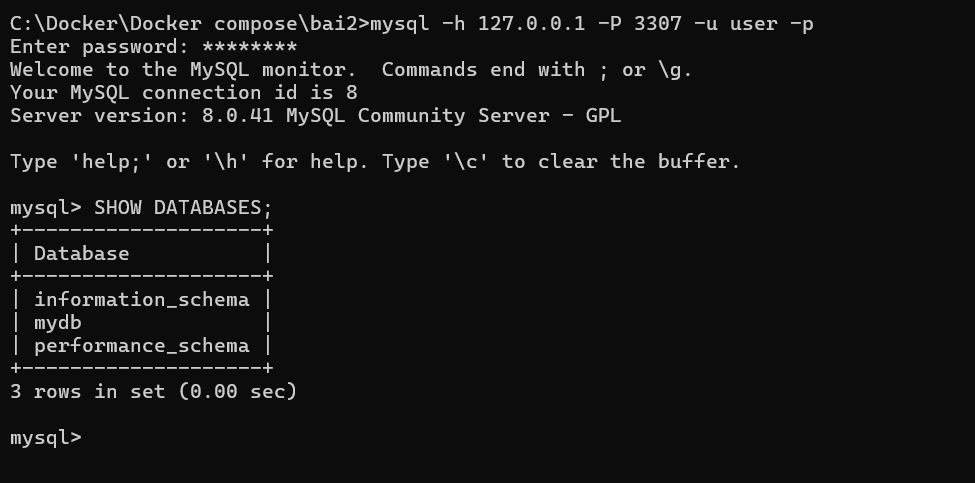 C:\Docker\Docker compose\bai2>mysql -h 127.0.0.1 -P 3307 -u user -p
Enter password: ********
Welcome to the MySQL monitor.  Commands end with ; or \g.
Your MySQL connection id is 8
Server version: 8.0.41 MySQL Community Server - GPL

Type 'help;' or '\h' for help. Type '\c' to clear the buffer.

mysql> SHOW DATABASES;
+--------------------+
| Database           |
+--------------------+
| information_schema |
| mydb               |
| performance_schema |
+--------------------+
3 rows in set (0.00 sec)

mysql>